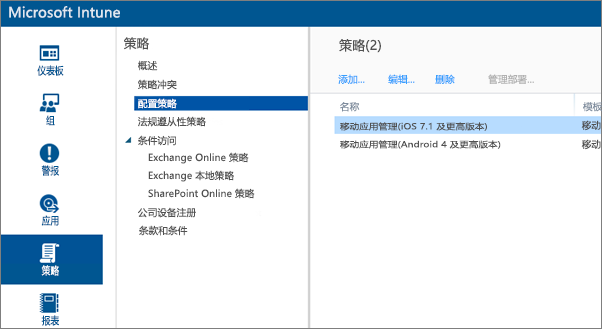 Microsoft Intune
仪表板
组
警报
应用
策略
报表
策略
概述
策略冲突
配置策略
法规遵从性策略
条件访问
Exchange Online 策略
Exchange 本地策略
SharePoint Online 策略
公司设备注册
条款和条件
策略(2)
添加... 编辑... 删除 管理部署...
名称 模板
移动应用管理(iOS 7.1 及更高版本) 移动
移动应用管理(Android 4 及更高版本) 移动